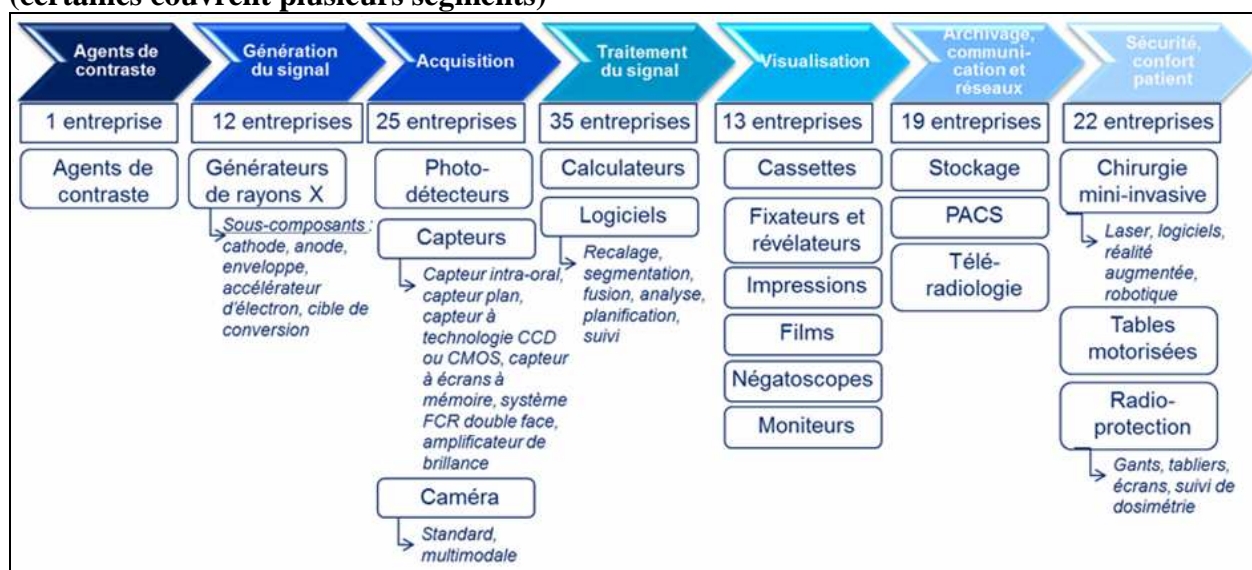 (certaines couvrent plusieurs segments)
Agents de
contraste
Génération
du signal
Acquisition
Traitement
du signal
Visualisation
Archivage,
communi-
cation et
réseaux
Sécurité,
confort
patient
1 entreprise
12 entreprises
25 entreprises
35 entreprises
13 entreprises
19 entreprises
22 entreprises
Agents de
contraste
Générateurs
de rayons X
Sous-composants :
cathode, anode,
enveloppe,
accélérateur
d'électron, cible de
conversion
Photo-
détecteurs
Capteurs
Capteur intra-oral,
capteur plan,
capteur à
technologie CCD
ou CMOS, capteur
à écrans à
mémoire, système
FCR double face,
amplificateur de
brillance
Caméra
Standard,
multimodale
Calculateurs
Logiciels
Recalage,
segmentation,
fusion, analyse,
planification,
suivi
Cassettes
Fixateurs et
révélateurs
Impressions
Films
Négatoscopes
Moniteurs
Stockage
PACS
Télé-
radiologie
Chirurgie
mini-invasive
Laser, logiciels,
réalité
augmentée,
robotique
Tables
motorisées
Radio-
protection
Gants, tabliers,
écrans, suivi de
dosimétrie